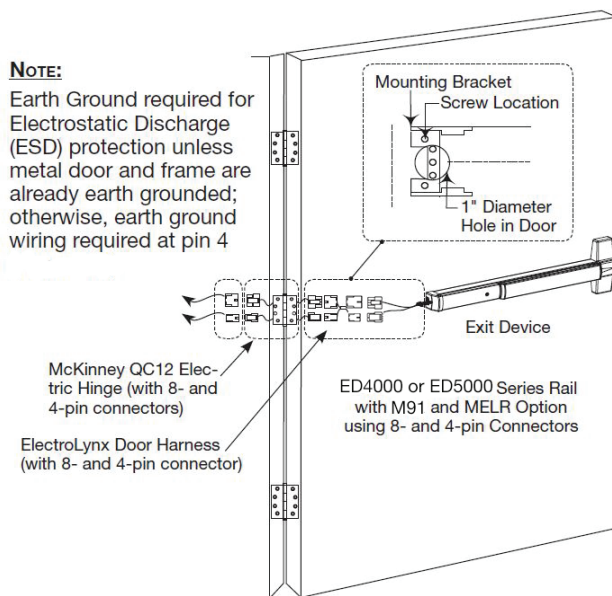 NOTE:
Earth Ground required for
Electrostatic Discharge
(ESD) protection unless
metal door and frame are
already earth grounded;
otherwise, earth ground
wiring required at pin 4
Mounting Bracket
Screw Location
1" Diameter
Hole in Door
Exit Device
McKinney QC12 Elec-
tric Hinge (with 8- and
4-pin connectors)
ElectroLynx Door Harness
(with 8- and 4-pin connector)
ED4000 or ED5000 Series Rail
with M91 and MELR Option
using 8- and 4-pin Connectors